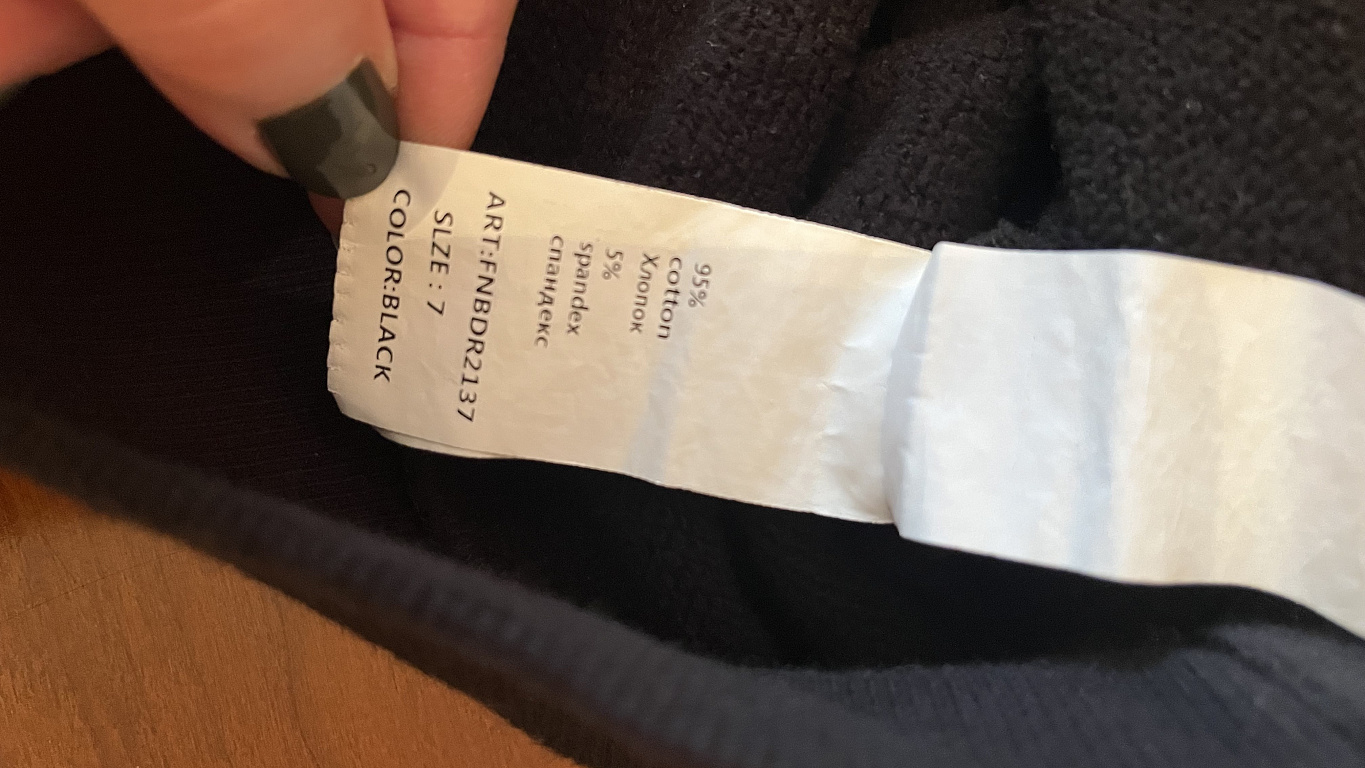 95%
cotton
Хлопок
5%
spandex
спандекс
ART:FNBDR2137
SLZE : 7
COLOR:BLACK